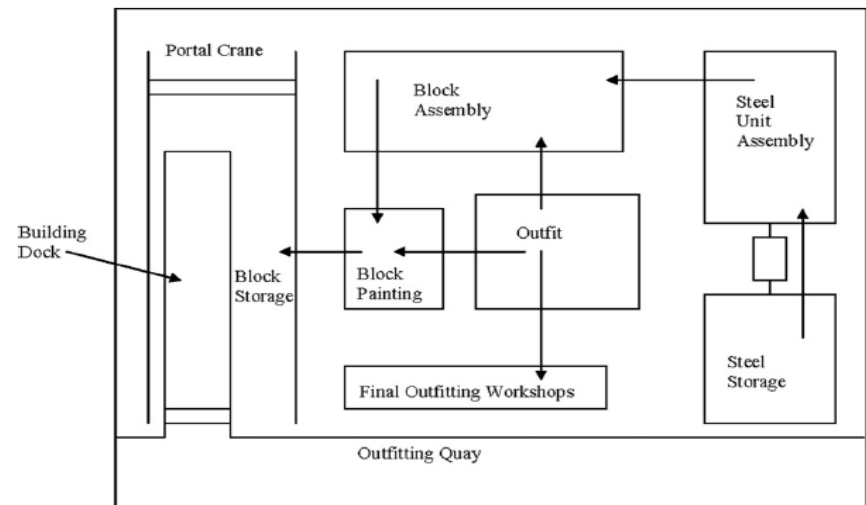 Portal Crane
Block
Assembly
Steel
Unit
Assembly
Building
Dock
Block
Storage
Block
Painting
Outfit
Steel
Storage
Final Outfitting Workshops
Outfitting Quay